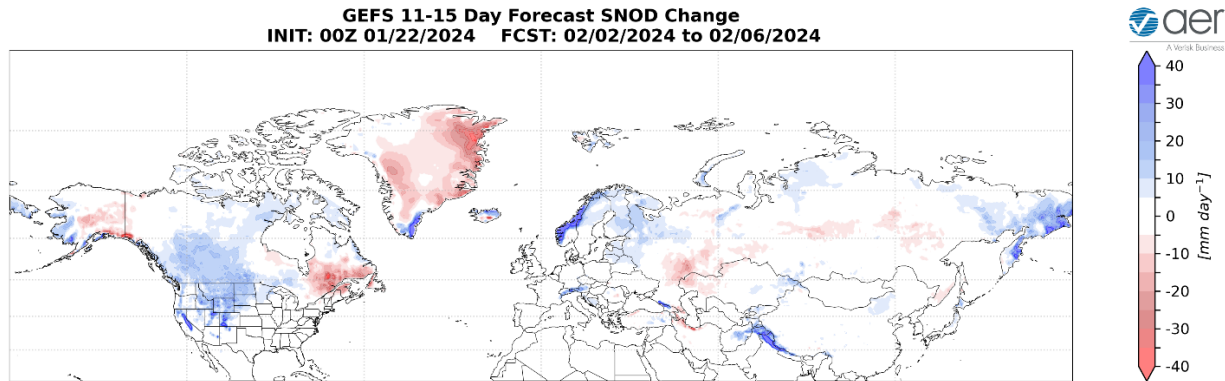 GEFS 11-15 Day Forecast SNOD Change
INIT: 00Z 01/22/2024    FCST: 02/02/2024 to 02/06/2024
aer
A Verisk Business
40
30
20
10
0
-10
-20
-30
-40
[mm day⁻¹]